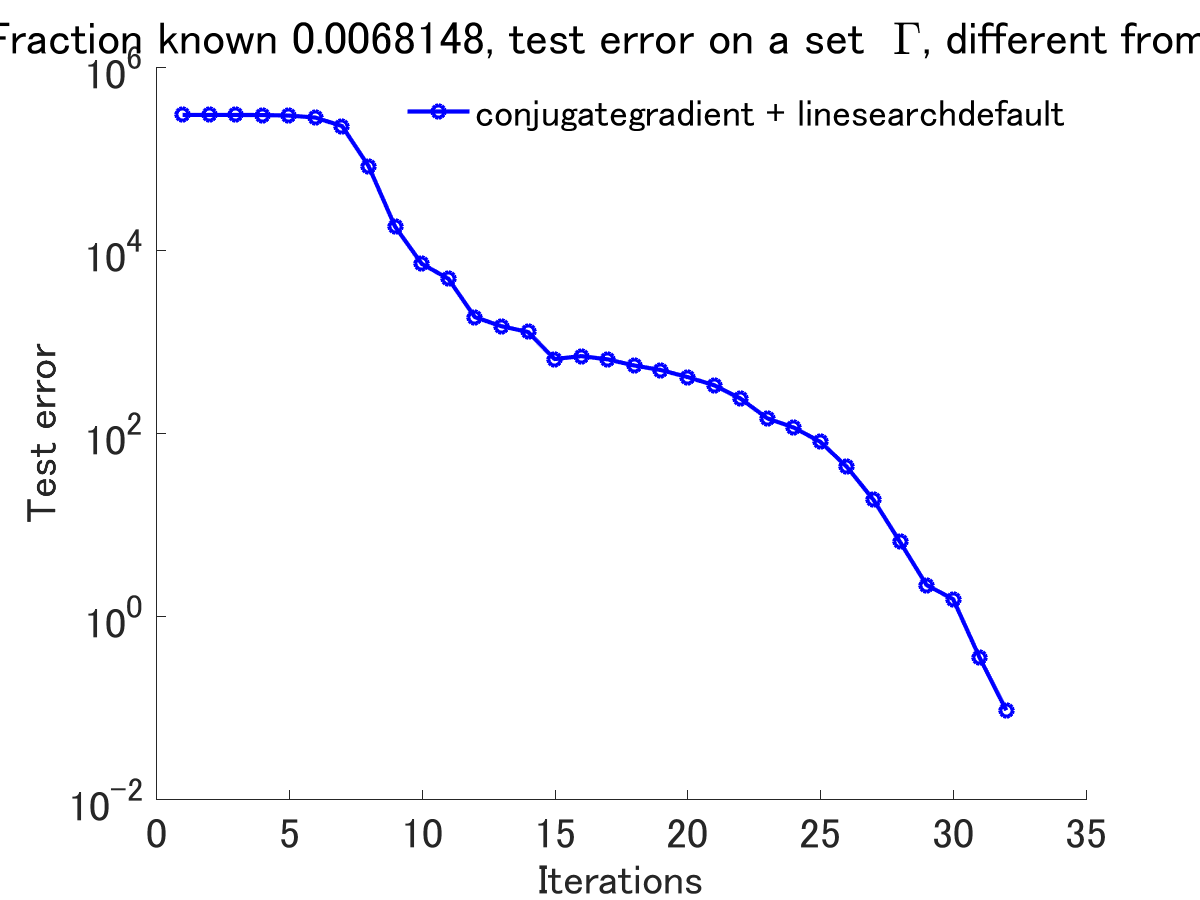 Fraction known 0.0068148, test error on a set Γ, different from
10^6
conjugategradient + linesearchdefault
10^4
10^2
10^0
10^-2
Test error
0 5 10 15 20 25 30 35
Iterations